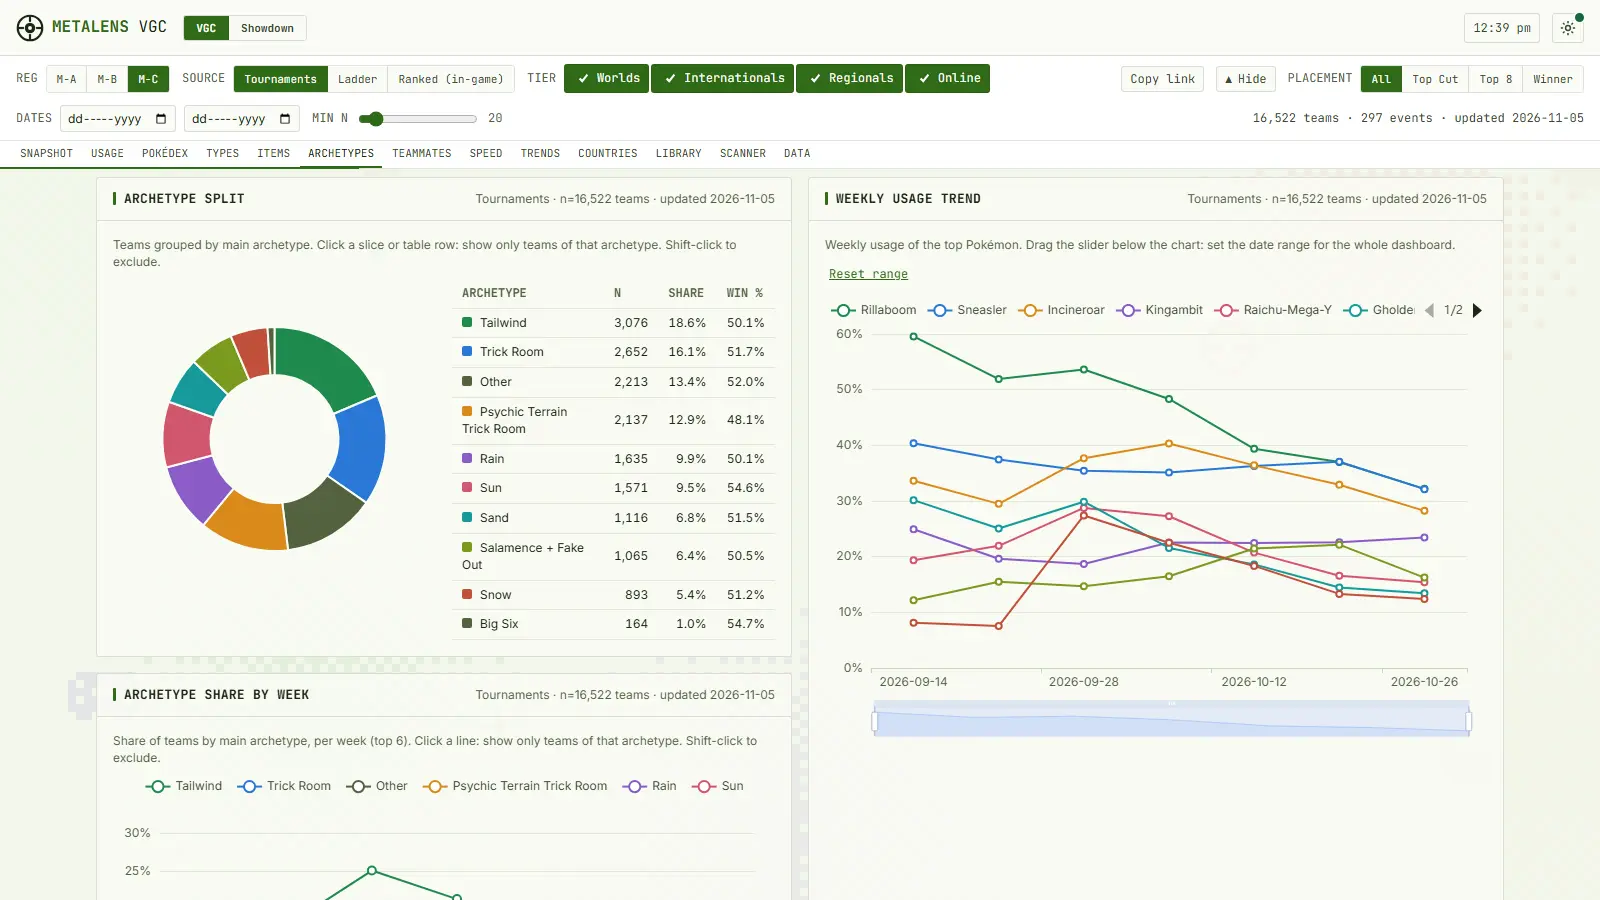 METALENS VGC
VGC Showdown
12:39 pm
REG M-A M-B M-C SOURCE Tournaments Ladder Ranked (in-game) TIER ✓ Worlds ✓ Internationals ✓ Regionals ✓ Online Copy link ▲ Hide PLACEMENT All Top Cut Top 8 Winner
DATES dd-----yyyy dd-----yyyy MIN N 20 16,522 teams · 297 events · updated 2026-11-05
SNAPSHOT USAGE POKÉDEX TYPES ITEMS ARCHETYPES TEAMMATES SPEED TRENDS COUNTRIES LIBRARY SCANNER DATA
ARCHETYPE SPLIT Tournaments · n=16,522 teams · updated 2026-11-05
Teams grouped by main archetype. Click a slice or table row: show only teams of that archetype. Shift-click to
exclude.
ARCHETYPE N SHARE WIN %
Tailwind 3,076 18.6% 50.1%
Trick Room 2,652 16.1% 51.7%
Other 2,213 13.4% 52.0%
Psychic Terrain
Trick Room 2,137 12.9% 48.1%
Rain 1,635 9.9% 50.1%
Sun 1,571 9.5% 54.6%
Sand 1,116 6.8% 51.5%
Salamence + Fake
Out 1,065 6.4% 50.5%
Snow 893 5.4% 51.2%
Big Six 164 1.0% 54.7%
ARCHETYPE SHARE BY WEEK Tournaments · n=16,522 teams · updated 2026-11-05
Share of teams by main archetype, per week (top 6). Click a line: show only teams of that archetype. Shift-click to
exclude.
Tailwind Trick Room Other Psychic Terrain Trick Room Rain Sun
30%
25%
WEEKLY USAGE TREND Tournaments · n=16,522 teams · updated 2026-11-05
Weekly usage of the top Pokémon. Drag the slider below the chart: set the date range for the whole dashboard.
Reset range
Rillaboom Sneasler Incineroar Kingambit Raichu-Mega-Y Gholde 1/2
60%
50%
40%
30%
20%
10%
0%
2026-09-14 2026-09-28 2026-10-12 2026-10-26